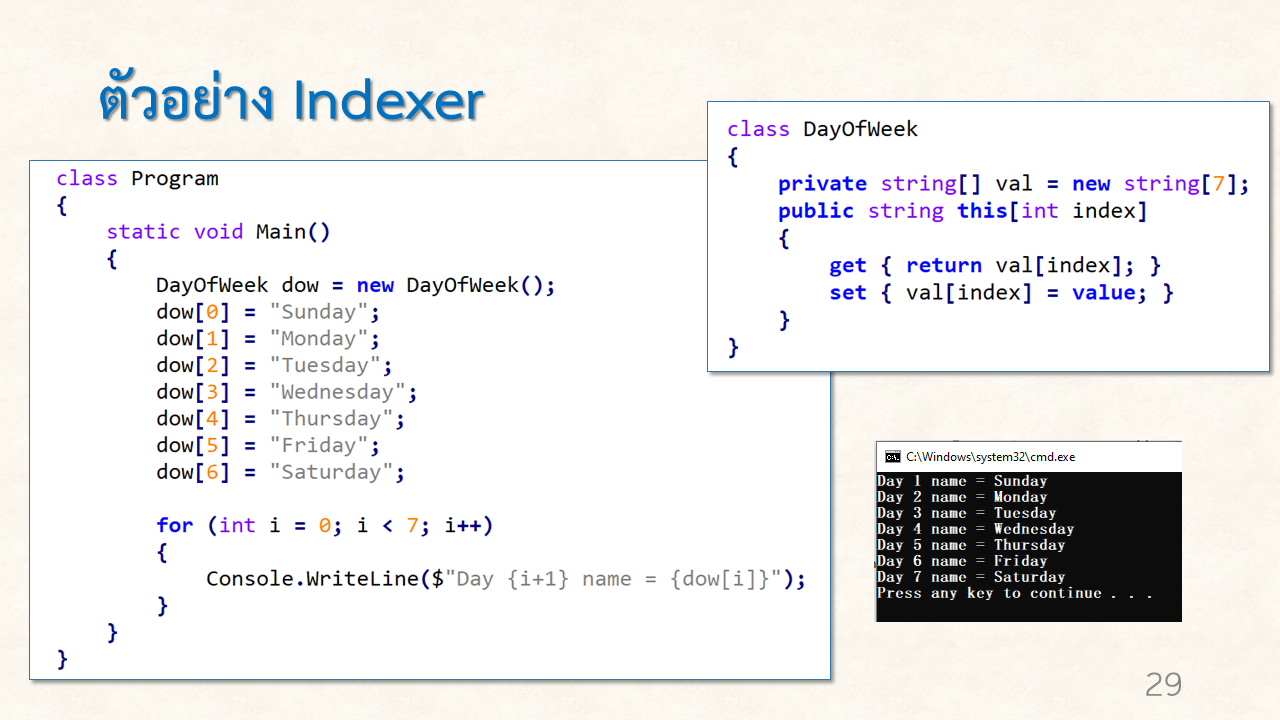 ตัวอย่าง Indexer
class Program
{
static void Main()
{
DayOfWeek dow = new DayOfWeek();
dow[0] = "Sunday";
dow[1] = "Monday";
dow[2] = "Tuesday";
dow[3] = "Wednesday";
dow[4] = "Thursday";
dow[5] = "Friday";
dow[6] = "Saturday";
for (int i = 0; i < 7; i++)
{
Console.WriteLine($"Day {i+1} name = {dow[i]}");
}
}
}
class DayOfWeek
{
private string[] val = new string[7];
public string this[int index]
{
get { return val[index]; }
set { val[index] = value; }
}
}
C:\Windows\system32\cmd.exe
Day 1 name = Sunday
Day 2 name = Monday
Day 3 name = Tuesday
Day 4 name = Wednesday
Day 5 name = Thursday
Day 6 name = Friday
Day 7 name = Saturday
Press any key to continue . . .
29